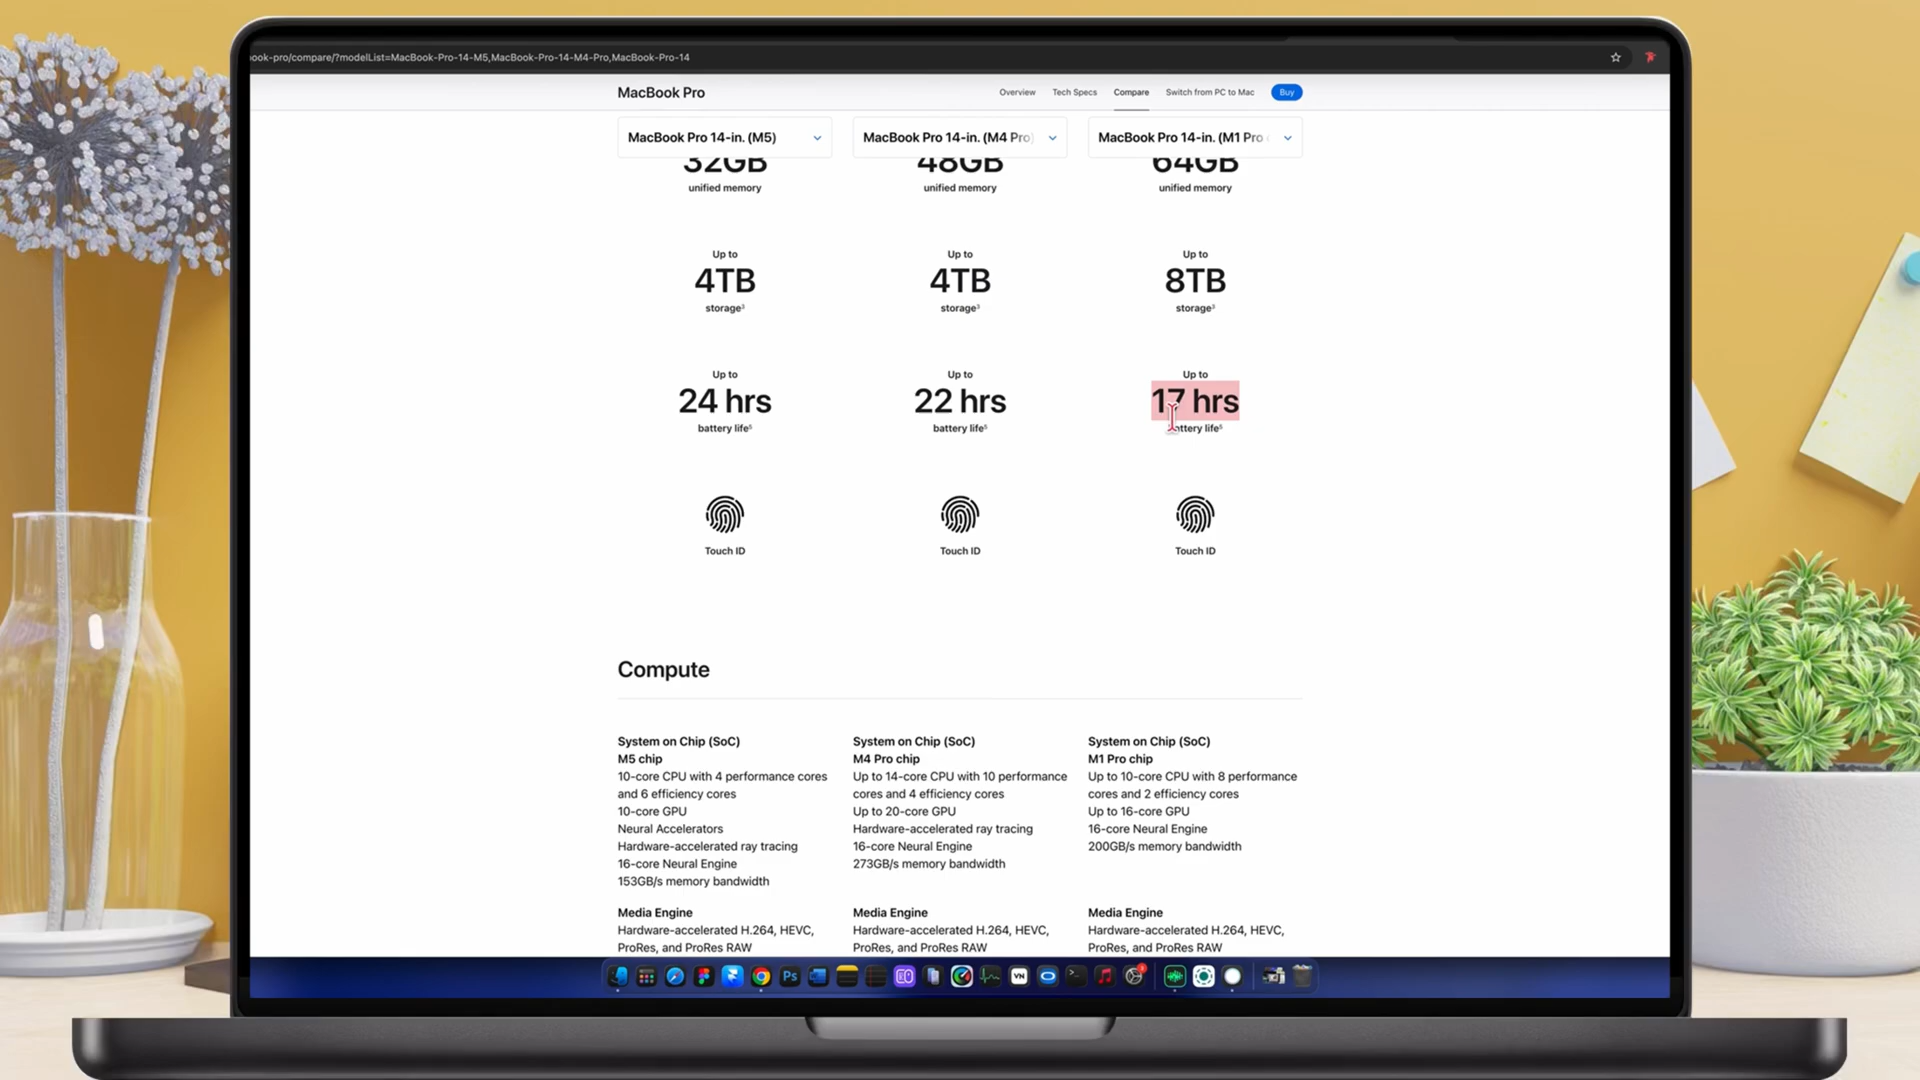 ook-pro/compare/?modelList=MacBook-Pro-14-M5,MacBook-Pro-14-M4-Pro,MacBook-Pro-14
MacBook Pro
Overview
Tech Specs
Compare
Switch from PC to Mac
Buy
MacBook Pro 14-in. (M5)
MacBook Pro 14-in. (M4 Pro)
MacBook Pro 14-in. (M1 Pro
32GB
48GB
64GB
unified memory
unified memory
unified memory
Up to
Up to
Up to
4TB
4TB
8TB
storage³
storage³
storage³
Up to
Up to
Up to
24 hrs
22 hrs
17 hrs
battery life⁵
battery life⁵
battery life⁵
Touch ID
Touch ID
Touch ID
Compute
System on Chip (SoC)
M5 chip
10-core CPU with 4 performance cores
and 6 efficiency cores
10-core GPU
Neural Accelerators
Hardware-accelerated ray tracing
16-core Neural Engine
153GB/s memory bandwidth
System on Chip (SoC)
M4 Pro chip
Up to 14-core CPU with 10 performance
cores and 4 efficiency cores
Up to 20-core GPU
Hardware-accelerated ray tracing
16-core Neural Engine
273GB/s memory bandwidth
System on Chip (SoC)
M1 Pro chip
Up to 10-core CPU with 8 performance
cores and 2 efficiency cores
Up to 16-core GPU
16-core Neural Engine
200GB/s memory bandwidth
Media Engine
Hardware-accelerated H.264, HEVC,
ProRes, and ProRes RAW
Media Engine
Hardware-accelerated H.264, HEVC,
ProRes, and ProRes RAW
Media Engine
Hardware-accelerated H.264, HEVC,
ProRes, and ProRes RAW
Ps
VN